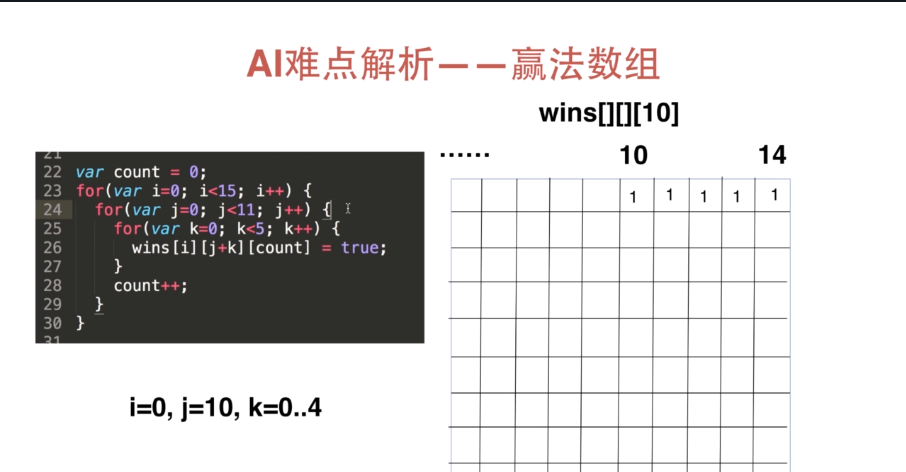 AI难点解析——赢法数组
wins[][][10]
······ 10 14
22 var count = 0;
23 for(var i=0; i<15; i++) {
24 for(var j=0; j<11; j++) {
25 for(var k=0; k<5; k++) {
26 wins[i][j+k][count] = true;
27 }
28 count++;
29 }
30 }
1 1 1 1 1
i=0, j=10, k=0..4